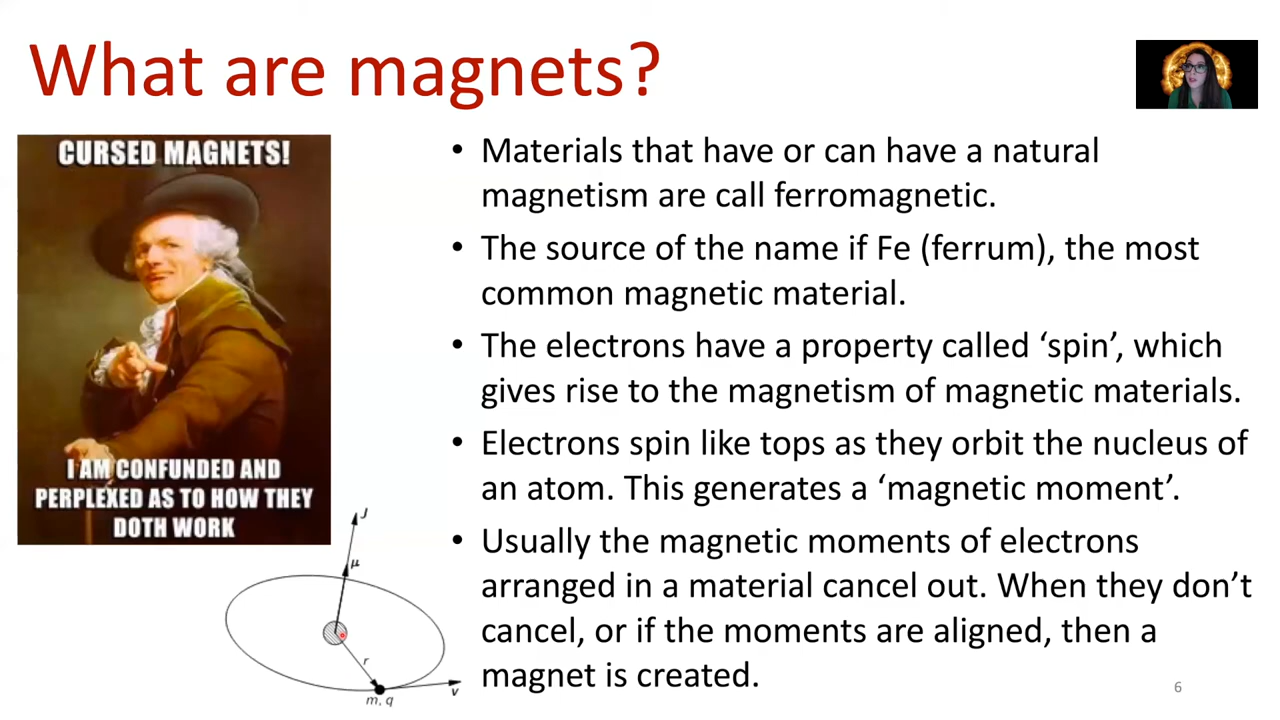 What are magnets?
CURSED MAGNETS!
I AM CONFUNDED AND
PERPLEXED AS TO HOW THEY
DOTH WORK
• Materials that have or can have a natural
magnetism are call ferromagnetic.
• The source of the name if Fe (ferrum), the most
common magnetic material.
• The electrons have a property called ‘spin’, which
gives rise to the magnetism of magnetic materials.
• Electrons spin like tops as they orbit the nucleus of
an atom. This generates a ‘magnetic moment’.
• Usually the magnetic moments of electrons
arranged in a material cancel out. When they don’t
cancel, or if the moments are aligned, then a
magnet is created.
J
μ
r
v
m, q
6